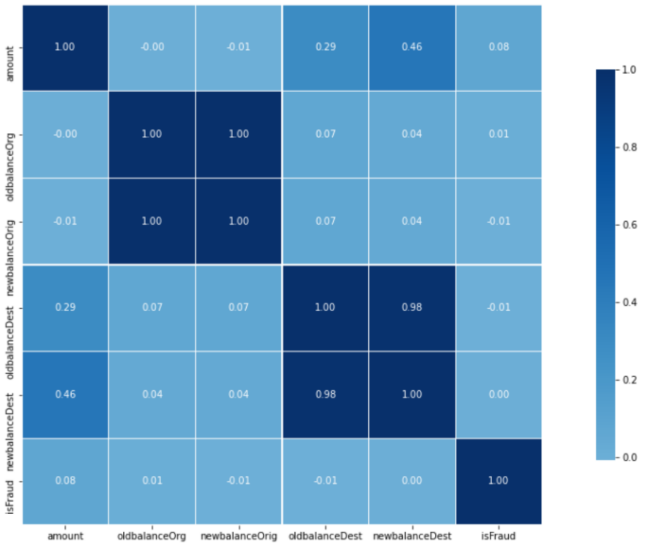 amount 1.00 -0.00 -0.01 0.29 0.46 0.08
oldbalanceOrg -0.00 1.00 1.00 0.07 0.04 0.01
newbalanceOrig -0.01 1.00 1.00 0.07 0.04 -0.01
oldbalanceDest 0.29 0.07 0.07 1.00 0.98 -0.01
newbalanceDest 0.46 0.04 0.04 0.98 1.00 0.00
isFraud 0.08 0.01 -0.01 -0.01 0.00 1.00
amount oldbalanceOrg newbalanceOrig oldbalanceDest newbalanceDest isFraud
1.0
0.8
0.6
0.4
0.2
0.0